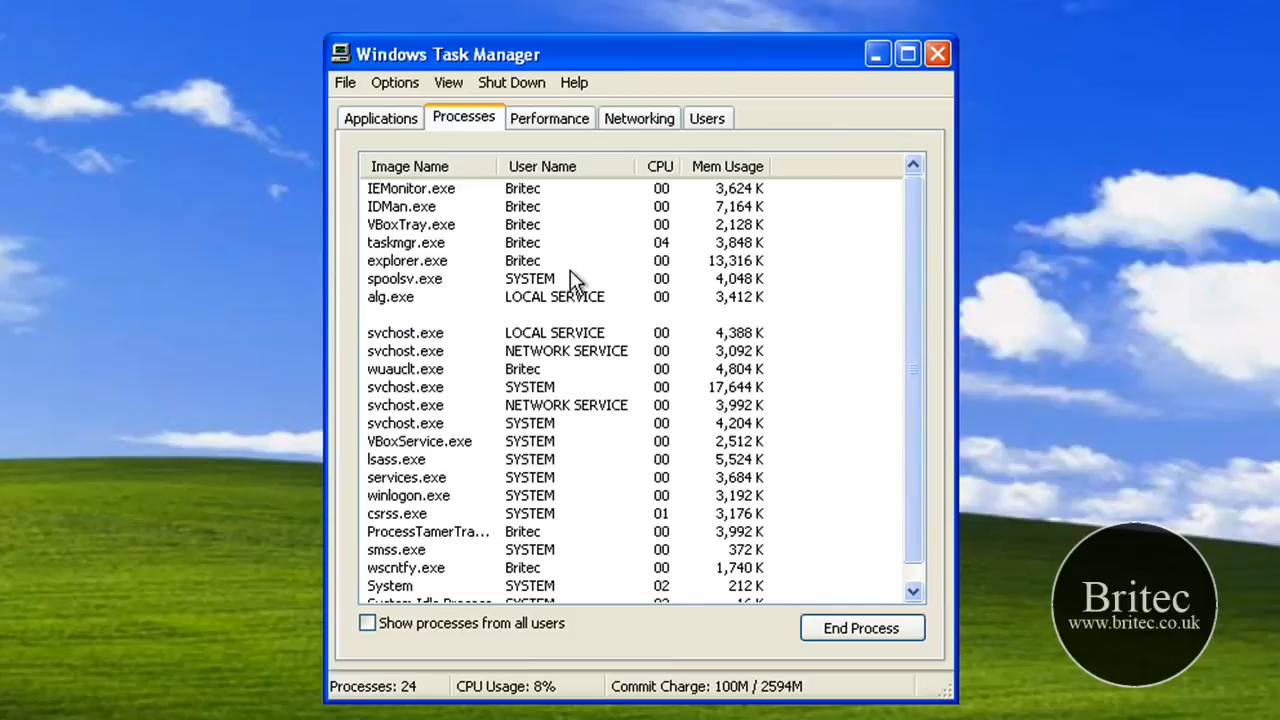 Windows Task Manager
File Options View Shut Down Help
Applications Processes Performance Networking Users
Image Name User Name CPU Mem Usage
IEMonitor.exe Britec 00 3,624 K
IDMan.exe Britec 00 7,164 K
VBoxTray.exe Britec 00 2,128 K
taskmgr.exe Britec 04 3,848 K
explorer.exe Britec 00 13,316 K
spoolsv.exe SYSTEM 00 4,048 K
alg.exe LOCAL SERVICE 00 3,412 K
svchost.exe LOCAL SERVICE 00 4,388 K
svchost.exe NETWORK SERVICE 00 3,092 K
wuauclt.exe Britec 00 4,804 K
svchost.exe SYSTEM 00 17,644 K
svchost.exe NETWORK SERVICE 00 3,992 K
svchost.exe SYSTEM 00 4,204 K
VBoxService.exe SYSTEM 00 2,512 K
lsass.exe SYSTEM 00 5,524 K
services.exe SYSTEM 00 3,684 K
winlogon.exe SYSTEM 00 3,192 K
csrss.exe SYSTEM 01 3,176 K
ProcessTamerTra... Britec 00 3,992 K
smss.exe SYSTEM 00 372 K
wscntfy.exe Britec 00 1,740 K
System SYSTEM 02 212 K
System Idle Process SYSTEM 16 K
Show processes from all users
End Process
Processes: 24 CPU Usage: 8% Commit Charge: 100M / 2594M
Britec
www.britec.co.uk